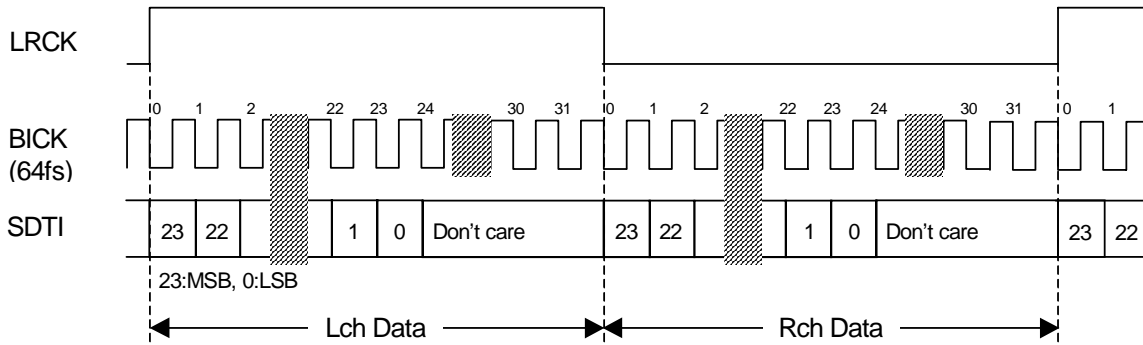 LRCK
0 1 2 22 23 24 30 31 0 1 2 22 23 24 30 31 0 1
BICK
(64fs)
SDTI 23 22 1 0 Don't care 23 22 1 0 Don't care 23 22
23:MSB, 0:LSB
Lch Data Rch Data